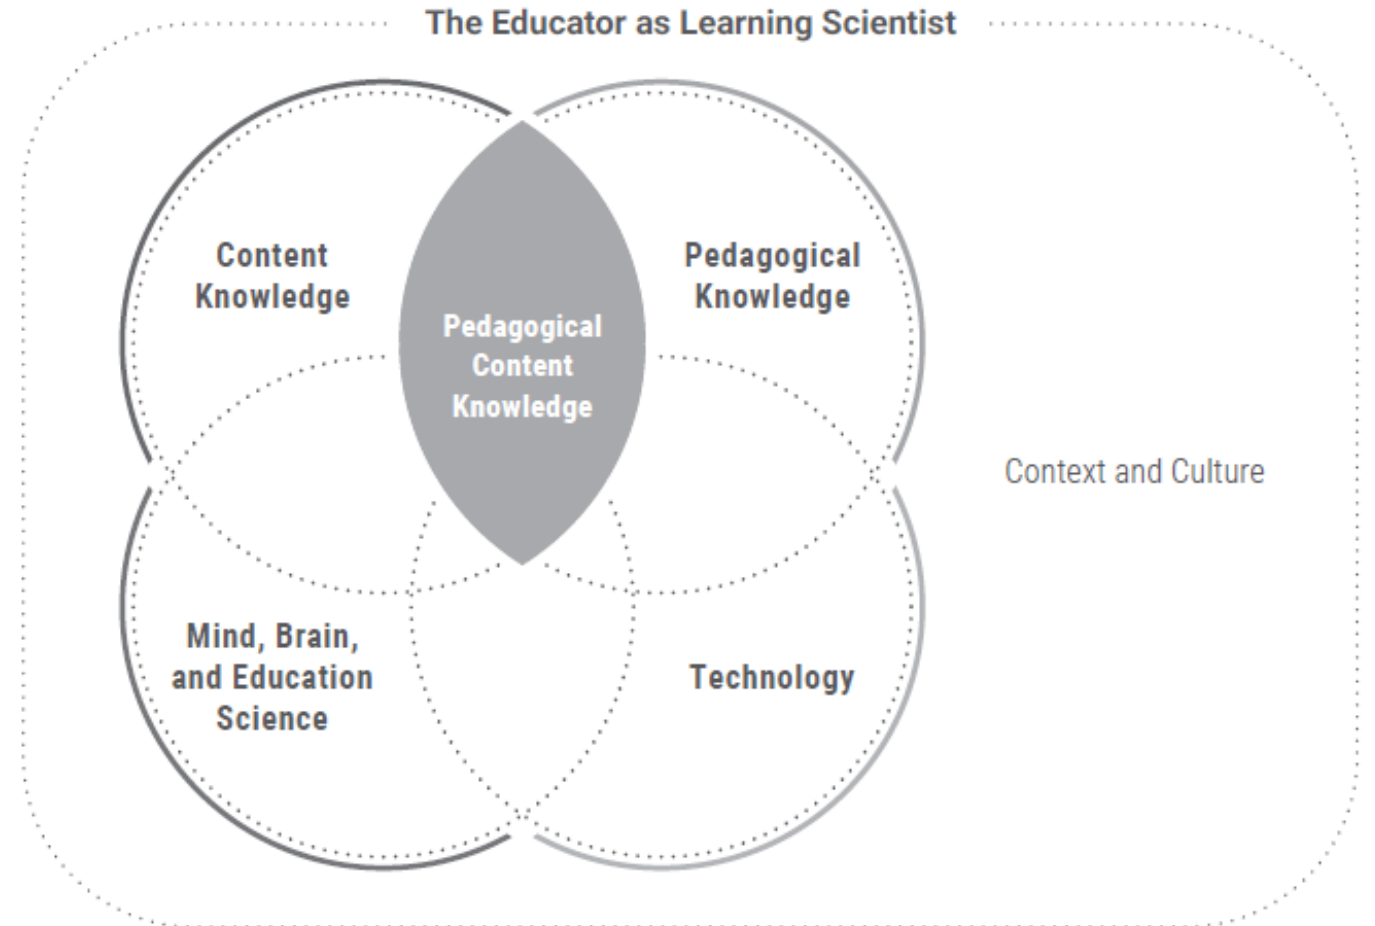 The Educator as Learning Scientist
Content
Knowledge
Pedagogical
Knowledge
Pedagogical
Content
Knowledge
Context and Culture
Mind, Brain,
and Education
Science
Technology